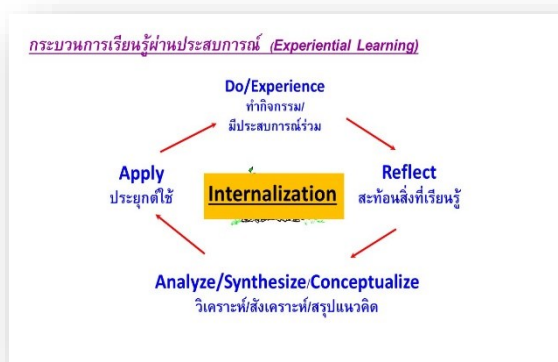 กระบวนการเรียนรู้ผ่านประสบการณ์ (Experiential Learning)
Do/Experience
ทำกิจกรรม/
มีประสบการณ์ร่วม
Apply
ประยุกต์ใช้
Internalization
Reflect
สะท้อนสิ่งที่เรียนรู้
Analyze/Synthesize/Conceptualize
วิเคราะห์/สังเคราะห์/สรุปแนวคิด